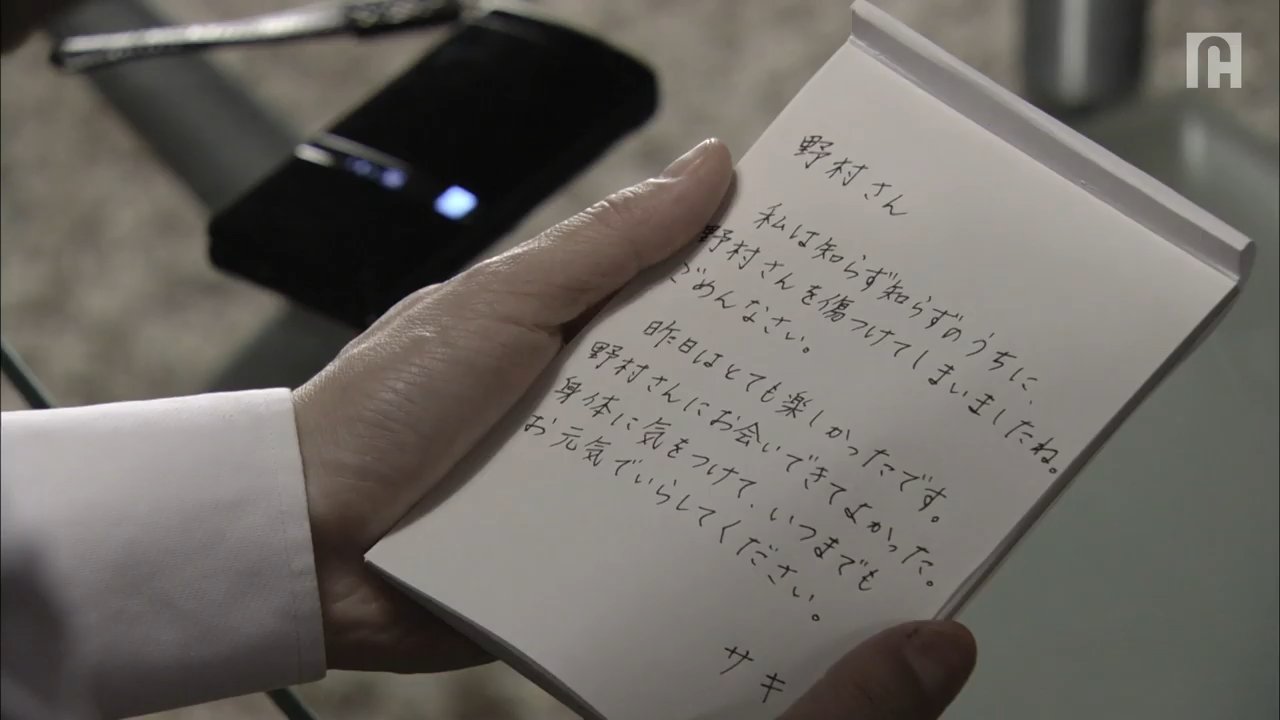 野村さん
私は知らず知らずのうちに、
野村さんを傷つけてしまいましたね。
ごめんなさい。
昨日はとても楽しかったです。
野村さんにお会いできてよかった。
身体に気をつけて、いつまでも
お元気でいらしてください。
サキ